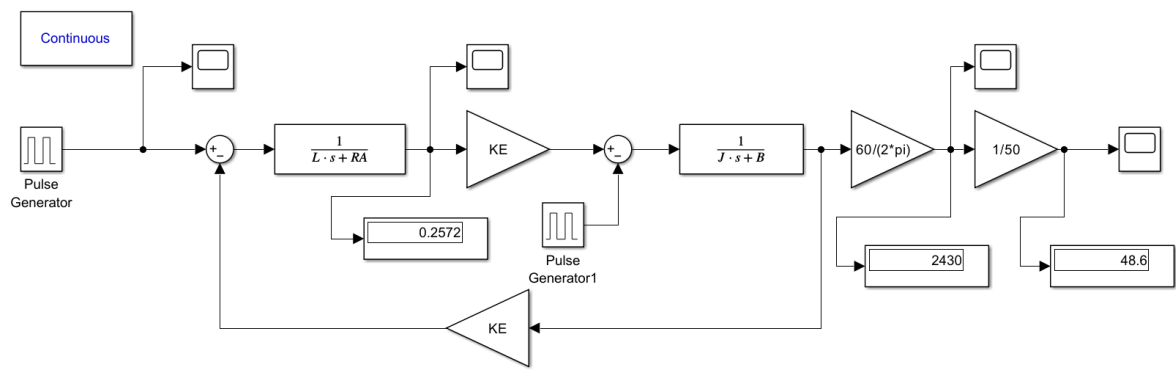 Continuous
+
−
1
L · s + RA
KE
+
−
1
J · s + B
60/(2*pi)
1/50
Pulse
Generator
0.2572
Pulse
Generator1
2430
48.6
KE